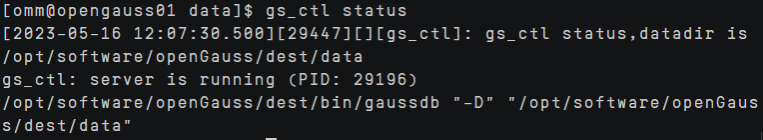 [omm@opengauss01 data]$ gs_ctl status
[2023-05-16 12:07:30.500][29447][][gs_ctl]: gs_ctl status,datadir is
/opt/software/openGauss/dest/data
gs_ctl: server is running (PID: 29196)
/opt/software/openGauss/dest/bin/gaussdb "-D" "/opt/software/openGaus
s/dest/data"